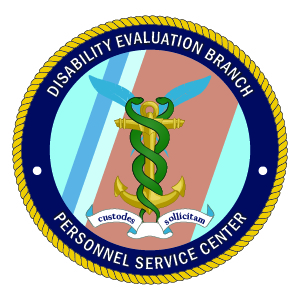 DISABILITY EVALUATION BRANCH
custodes sollicitam
PERSONNEL SERVICE CENTER